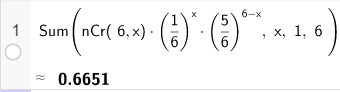 1 Sum(nCr( 6,x) · (1/6)^x · (5/6)^(6−x), x, 1, 6)
≈ 0.6651